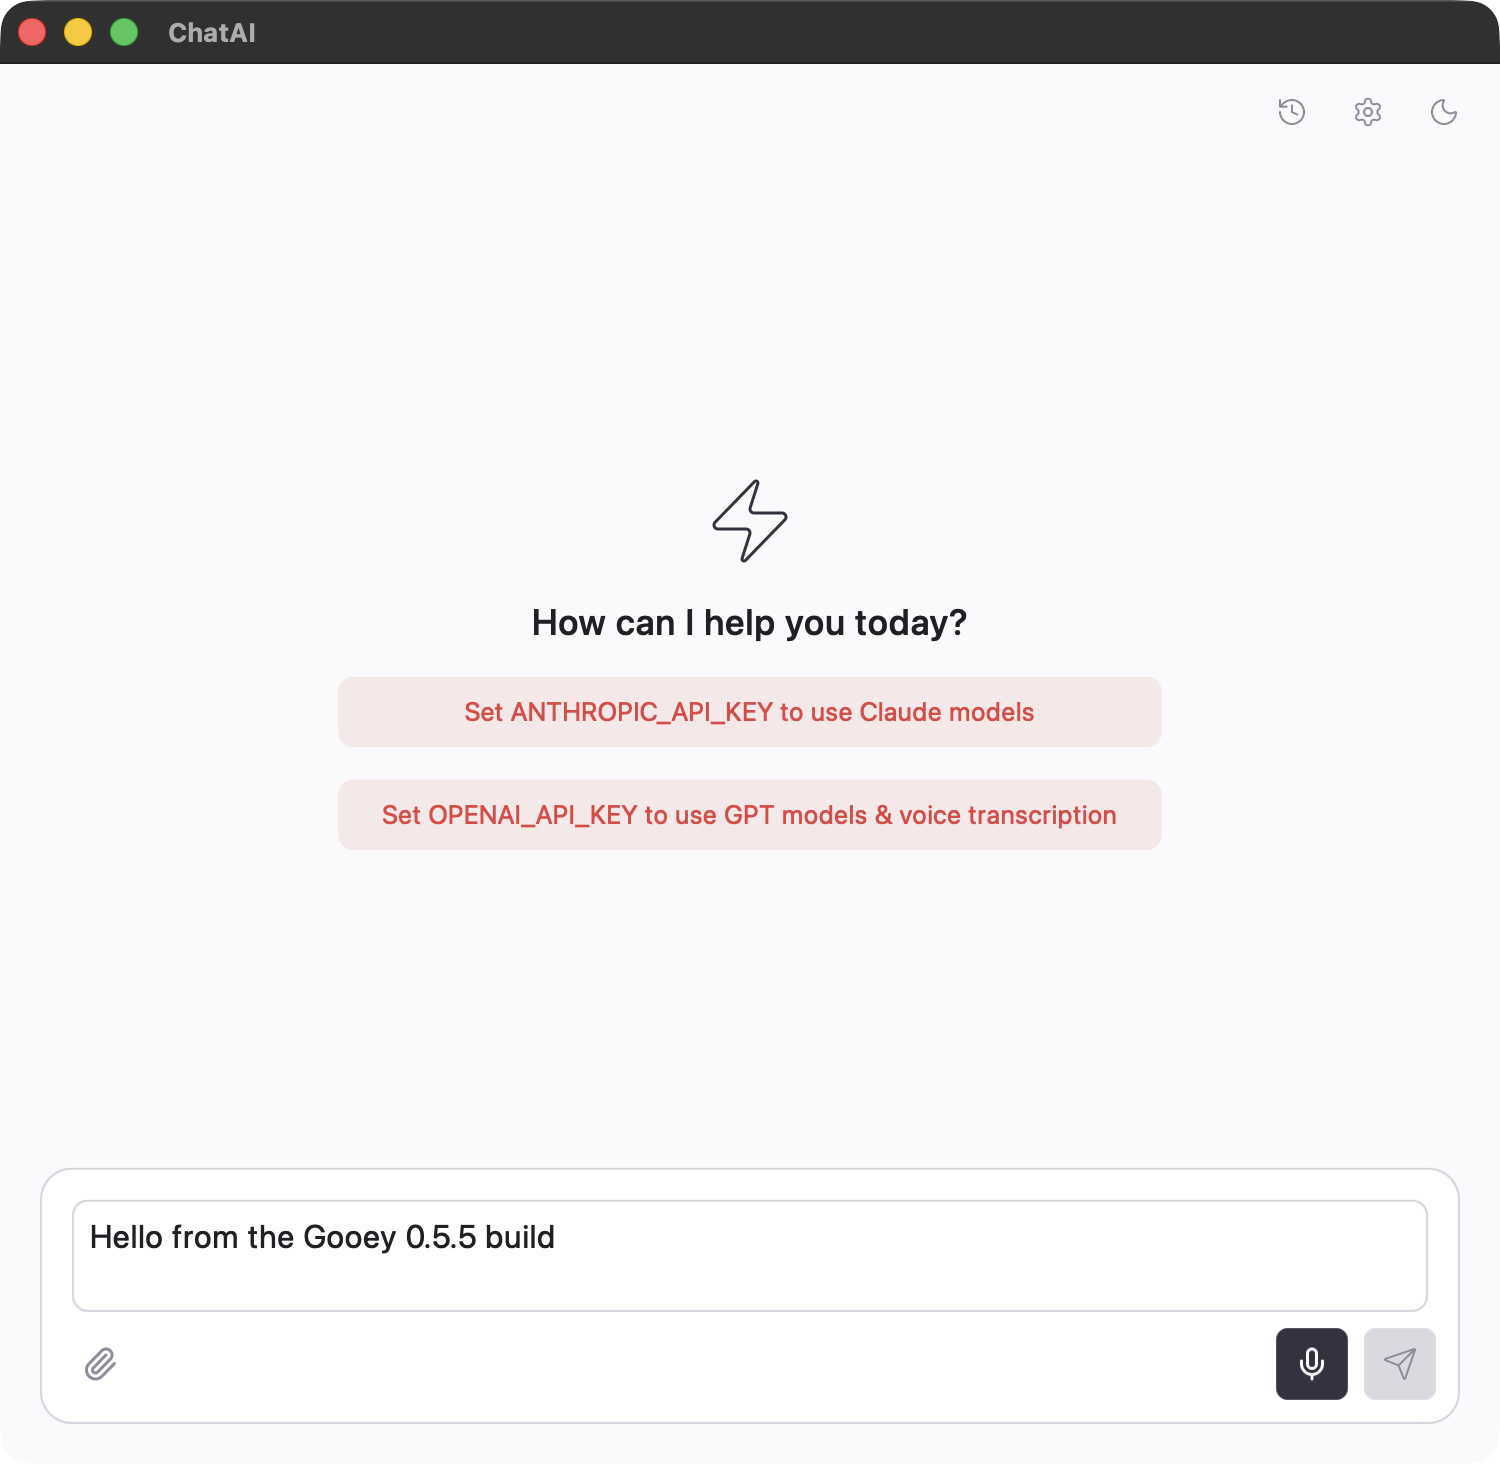 ChatAI
How can I help you today?
Set ANTHROPIC_API_KEY to use Claude models
Set OPENAI_API_KEY to use GPT models & voice transcription
Hello from the Gooey 0.5.5 build